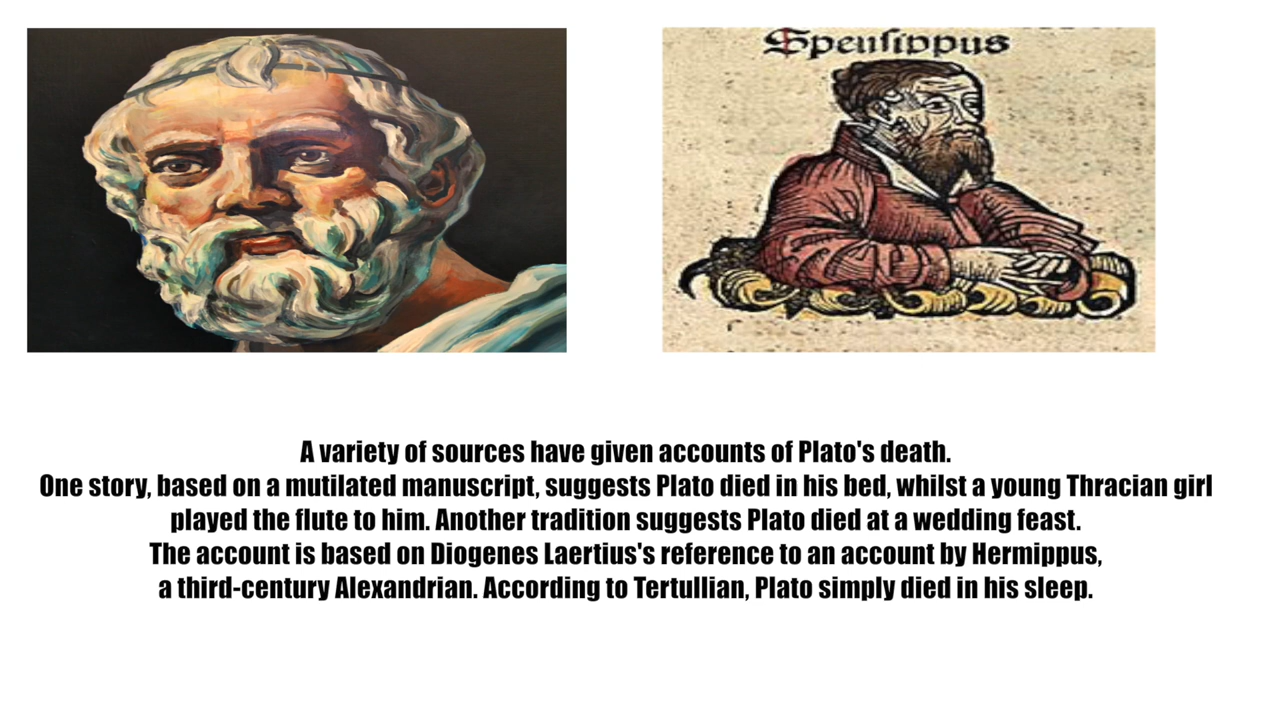 Speusippus
A variety of sources have given accounts of Plato's death.
One story, based on a mutilated manuscript, suggests Plato died in his bed, whilst a young Thracian girl
played the flute to him. Another tradition suggests Plato died at a wedding feast.
The account is based on Diogenes Laertius's reference to an account by Hermippus,
a third-century Alexandrian. According to Tertullian, Plato simply died in his sleep.